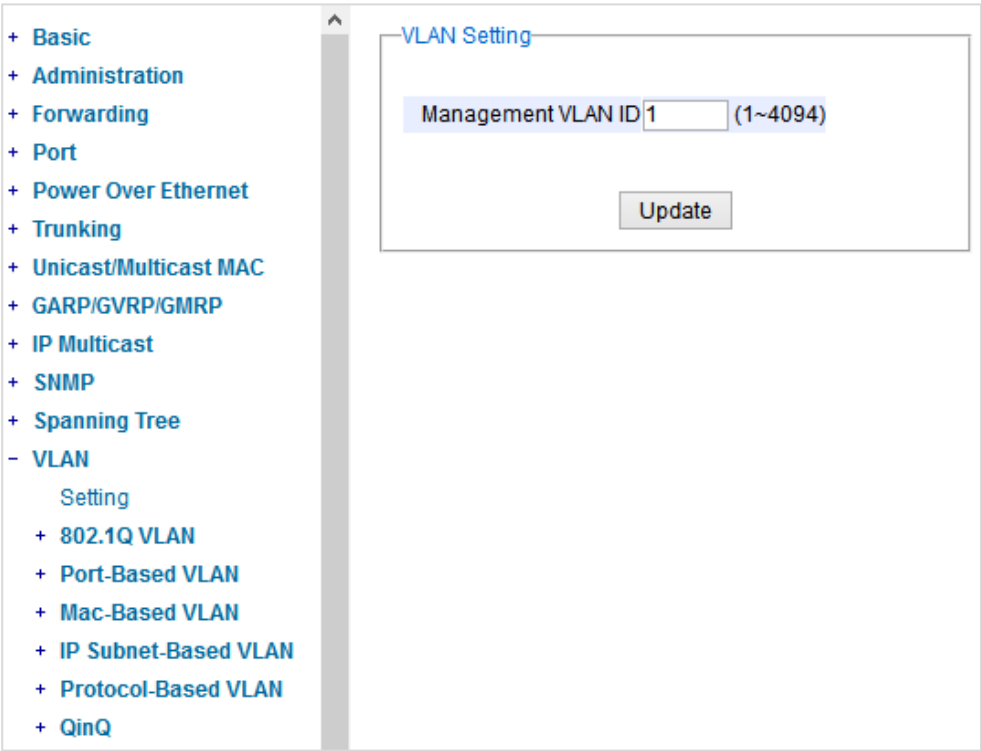 + Basic
+ Administration
+ Forwarding
+ Port
+ Power Over Ethernet
+ Trunking
+ Unicast/Multicast MAC
+ GARP/GVRP/GMRP
+ IP Multicast
+ SNMP
+ Spanning Tree
- VLAN
Setting
+ 802.1Q VLAN
+ Port-Based VLAN
+ Mac-Based VLAN
+ IP Subnet-Based VLAN
+ Protocol-Based VLAN
+ QinQ
VLAN Setting
Management VLAN ID 1 (1~4094)
Update